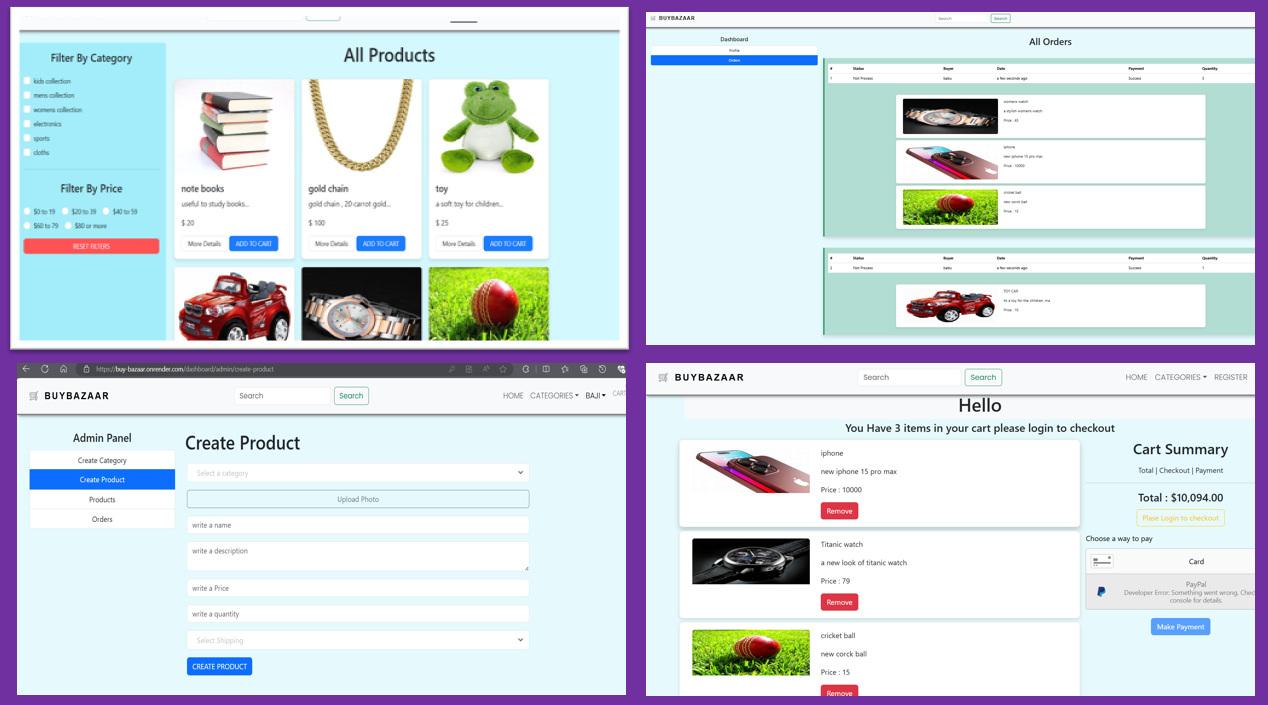 All Products
Filter By Category
kids collection
mens collection
womens collection
electronics
sports
cloths
Filter By Price
$0 to 19 $20 to 39 $40 to 59
$60 to 79 $80 or more
RESET FILTERS
note books
useful to study books...
$ 20
More Details ADD TO CART
gold chain
gold chain , 20 carrot gold...
$ 100
More Details ADD TO CART
toy
a soft toy for children...
$ 25
More Details ADD TO CART
BUYBAZAAR
Search Search
Dashboard
Profile
Orders
All Orders
# Status Buyer Date Payment Quantity
1 Not Process babu a few seconds ago Success 3
womens watch
a stylish womens watch
Price : 45
iphone
new iphone 15 pro max
Price : 10000
cricket ball
new corck ball
Price : 15
# Status Buyer Date Payment Quantity
2 Not Process babu a few seconds ago Success 1
TOY CAR
its a toy for the children, ma
Price : 10
https://buy-bazaar.onrender.com/dashboard/admin/create-product
BUYBAZAAR
Search Search
HOME CATEGORIES BAJI CART
Admin Panel
Create Category
Create Product
Products
Orders
Create Product
Select a category
Upload Photo
write a name
write a description
write a Price
write a quantity
Select Shipping
CREATE PRODUCT
BUYBAZAAR
Search Search
HOME CATEGORIES REGISTER
Hello
You Have 3 items in your cart please login to checkout
iphone
new iphone 15 pro max
Price : 10000
Remove
Titanic watch
a new look of titanic watch
Price : 79
Remove
cricket ball
new corck ball
Price : 15
Remove
Cart Summary
Total | Checkout | Payment
Total : $10,094.00
Plase Login to checkout
Choose a way to pay
Card
PayPal
Developer Error: Something went wrong. Chec
console for details.
Make Payment